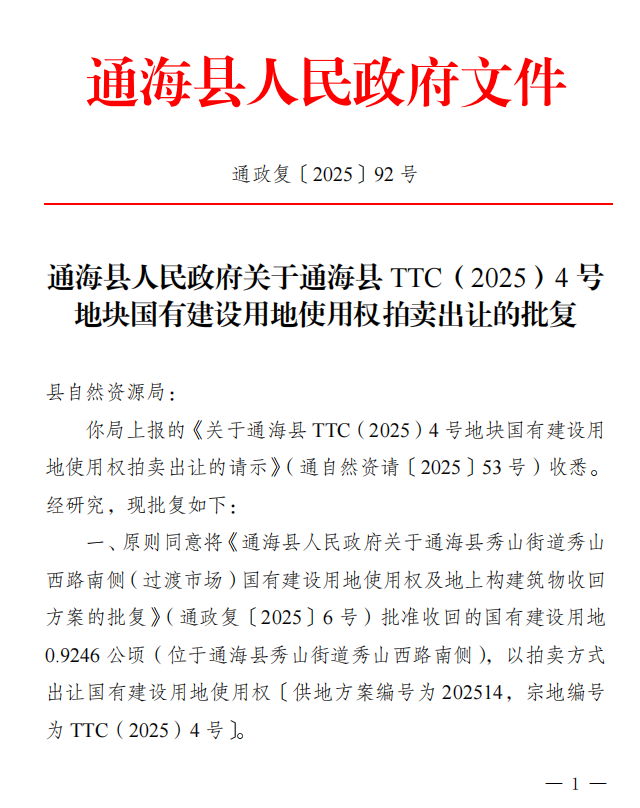 通海县人民政府文件
通政复〔2025〕92 号
通海县人民政府关于通海县 TTC（2025）4 号
地块国有建设用地使用权拍卖出让的批复
县自然资源局：
你局上报的《关于通海县 TTC（2025）4 号地块国有建设用
地使用权拍卖出让的请示》（通自然资请〔2025〕53 号）收悉。
经研究，现批复如下：
一、原则同意将《通海县人民政府关于通海县秀山街道秀山
西路南侧（过渡市场）国有建设用地使用权及地上构建筑物收回
方案的批复》（通政复〔2025〕6 号）批准收回的国有建设用地
0.9246 公顷（位于通海县秀山街道秀山西路南侧），以拍卖方式
出让国有建设用地使用权〔供地方案编号为 202514，宗地编号
为 TTC（2025）4 号〕。
— 1 —